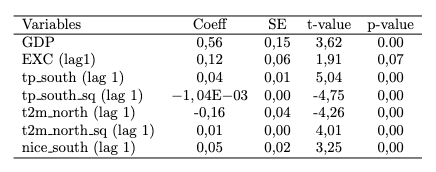 Variables Coeff SE t-value p-value
GDP 0,56 0,15 3,62 0.00
EXC (lag1) 0,12 0,06 1,91 0,07
tp_south (lag 1) 0,04 0,01 5,04 0,00
tp_south_sq (lag 1) −1,04E−03 0,00 -4,75 0,00
t2m_north (lag 1) -0,16 0,04 -4,26 0,00
t2m_north_sq (lag 1) 0,01 0,00 4,01 0,00
nice_south (lag 1) 0,05 0,02 3,25 0,00